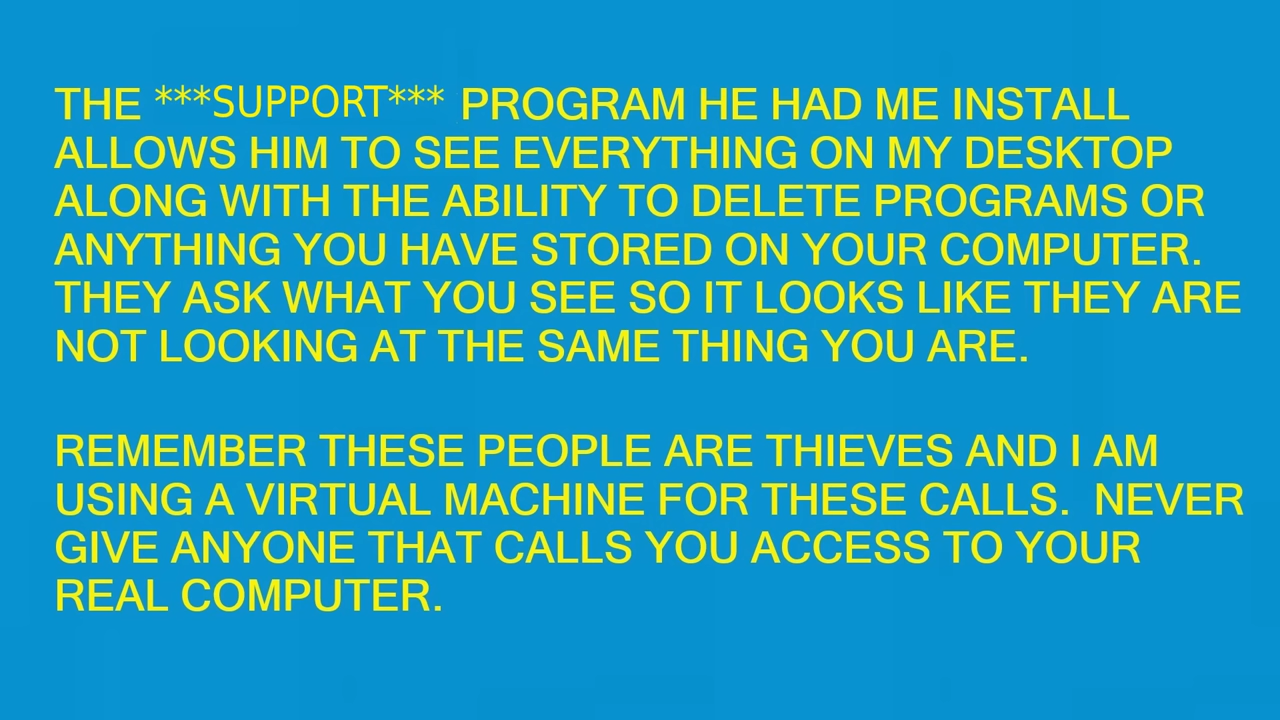 THE ***SUPPORT*** PROGRAM HE HAD ME INSTALL
ALLOWS HIM TO SEE EVERYTHING ON MY DESKTOP
ALONG WITH THE ABILITY TO DELETE PROGRAMS OR
ANYTHING YOU HAVE STORED ON YOUR COMPUTER.
THEY ASK WHAT YOU SEE SO IT LOOKS LIKE THEY ARE
NOT LOOKING AT THE SAME THING YOU ARE.
REMEMBER THESE PEOPLE ARE THIEVES AND I AM
USING A VIRTUAL MACHINE FOR THESE CALLS.  NEVER
GIVE ANYONE THAT CALLS YOU ACCESS TO YOUR
REAL COMPUTER.